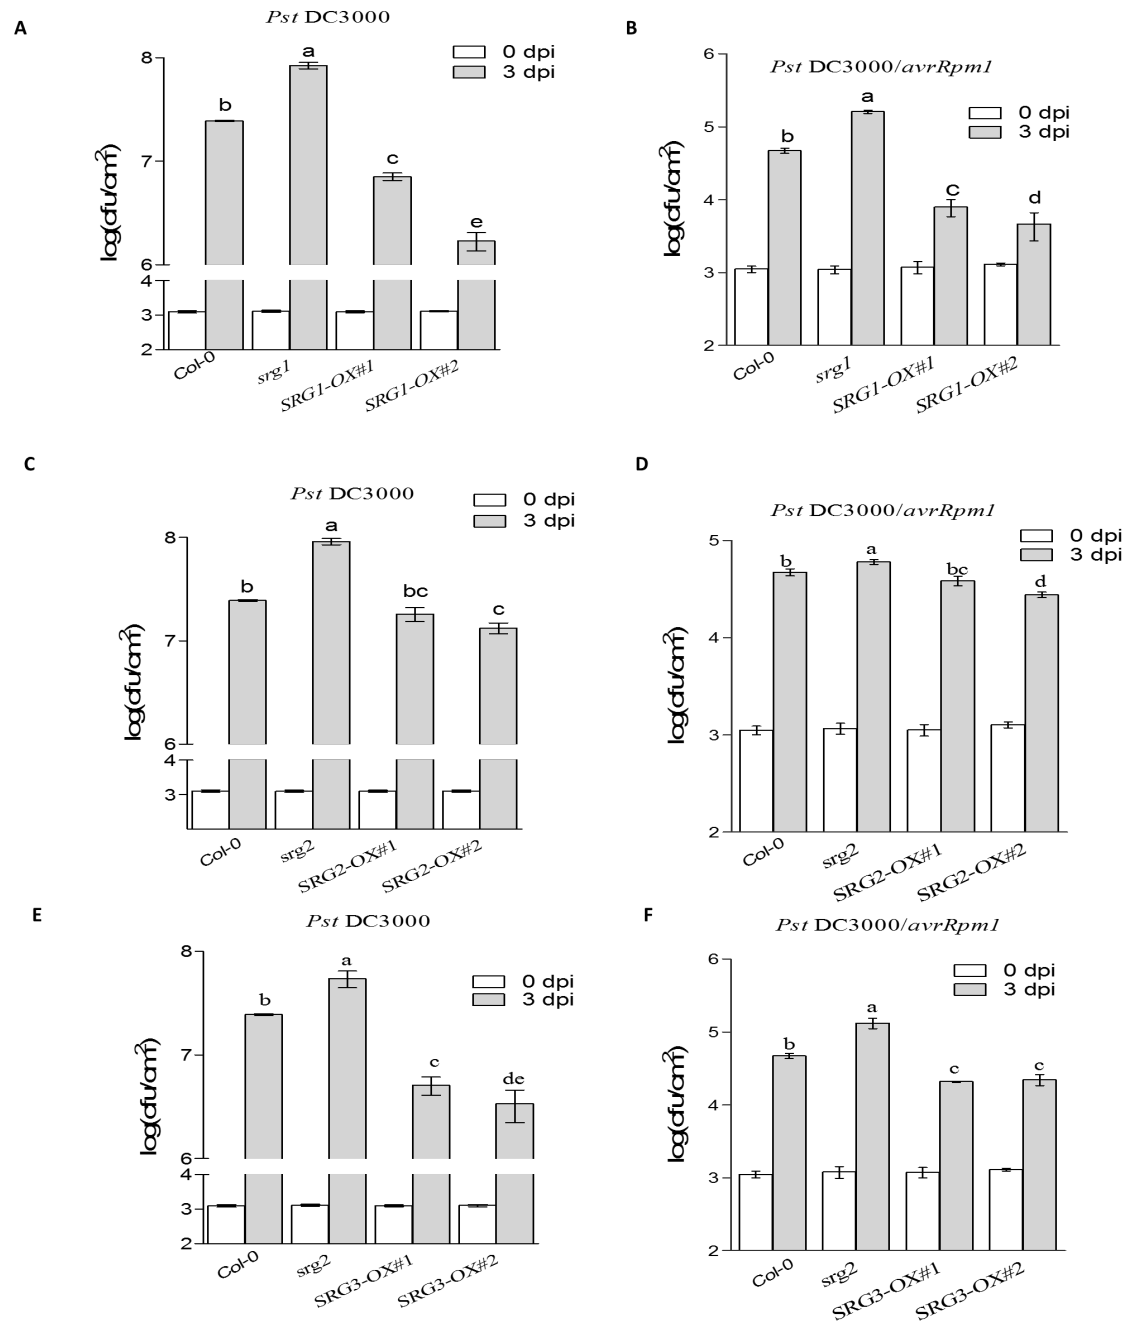 A
Pst DC3000
0 dpi
3 dpi
log(cfu/cm²)
8
7
6
4
3
2
b
a
c
e
Col-0
srg1
SRG1-OX#1
SRG1-OX#2
B
Pst DC3000/avrRpm1
0 dpi
3 dpi
log(cfu/cm²)
6
5
4
3
2
b
a
c
d
Col-0
srg1
SRG1-OX#1
SRG1-OX#2
C
Pst DC3000
0 dpi
3 dpi
log(cfu/cm²)
8
7
6
4
3
b
a
bc
c
Col-0
srg2
SRG2-OX#1
SRG2-OX#2
D
Pst DC3000/avrRpm1
0 dpi
3 dpi
log(cfu/cm²)
5
4
3
2
b
a
bc
d
Col-0
srg2
SRG2-OX#1
SRG2-OX#2
E
Pst DC3000
0 dpi
3 dpi
log(cfu/cm²)
8
7
6
4
3
2
b
a
c
de
Col-0
srg2
SRG3-OX#1
SRG3-OX#2
F
Pst DC3000/avrRpm1
0 dpi
3 dpi
log(cfu/cm²)
6
5
4
3
2
b
a
c
c
Col-0
srg2
SRG3-OX#1
SRG3-OX#2